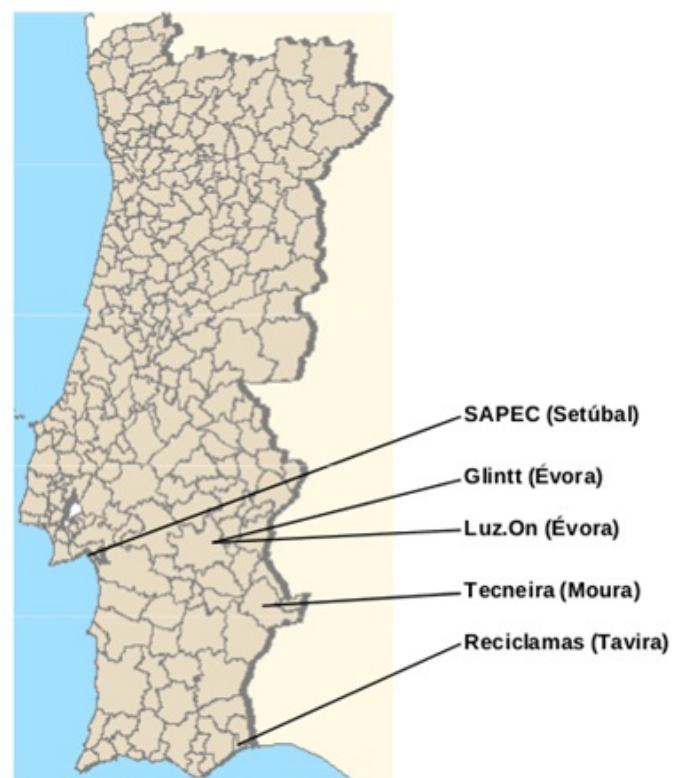 SAPEC (Setúbal)
Glintt (Évora)
Luz.On (Évora)
Tecneira (Moura)
Reciclamas (Tavira)